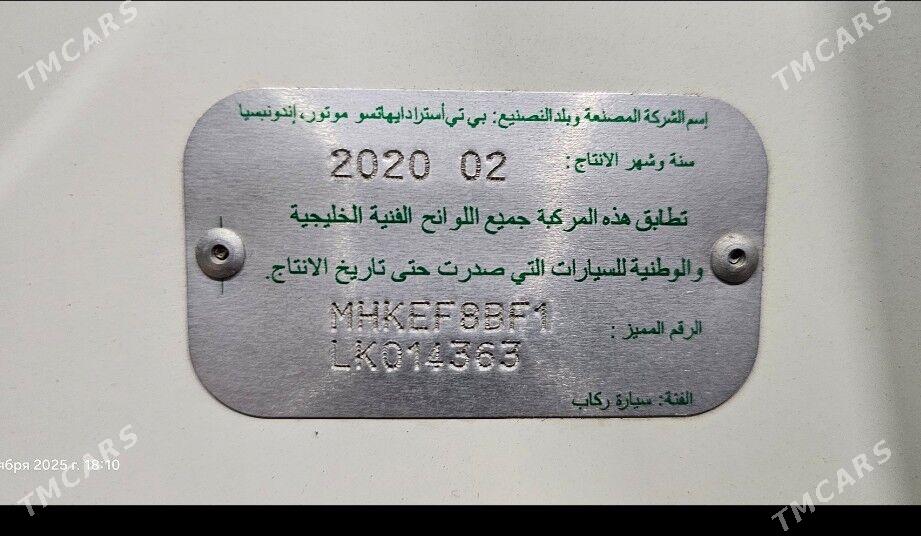 TMCARS
TMCARS
إسم الشركة المصنعة وبلد التصنيع: بي تي أسترادايهاتسو موتور، إندونيسيا
سنة وشهر الانتاج: 2020 02
تطابق هذه المركبة جميع اللوائح الفنية الخليجية
والوطنية للسيارات التي صدرت حتى تاريخ الانتاج.
الرقم المميز: MHKEF8BF1
LK014363
الفئة: سيارة ركاب
ября 2025 г. 18:10
TMCARS
TMCARS